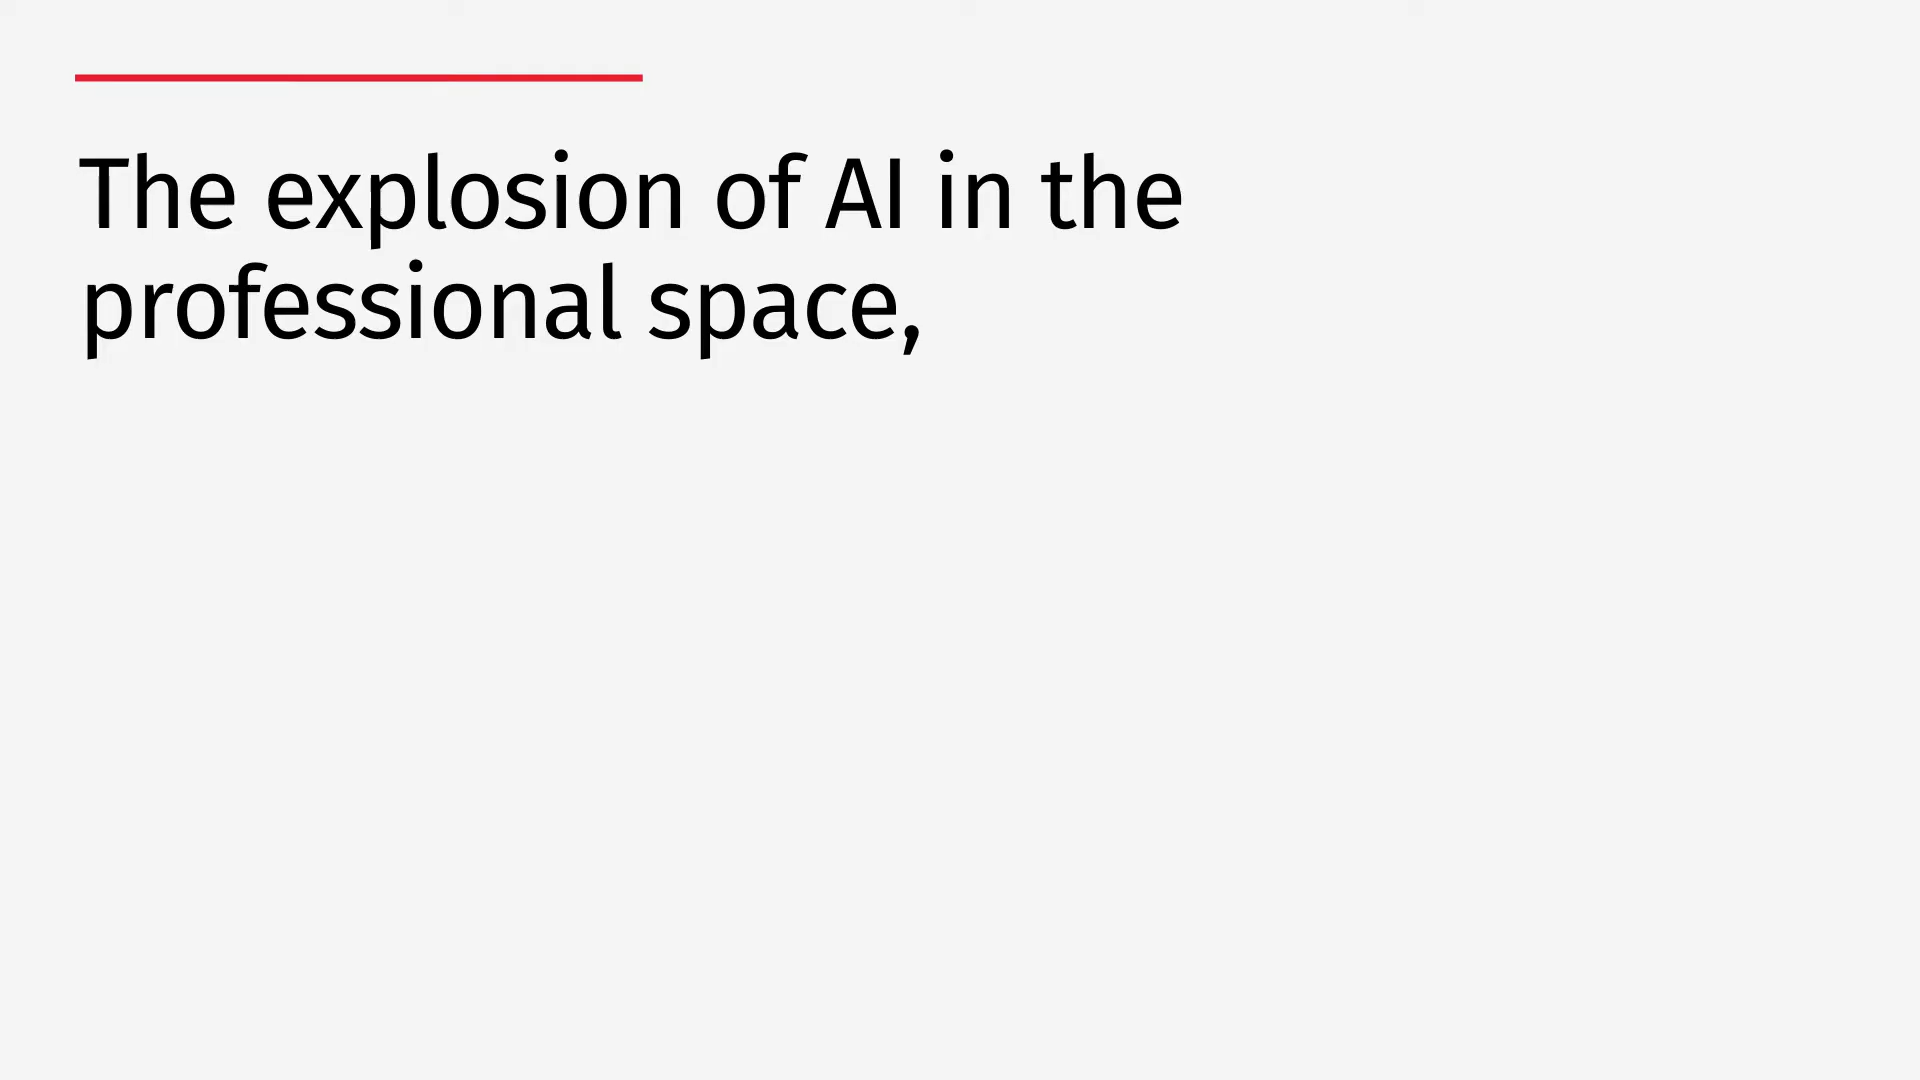 The explosion of AI in the
professional space,